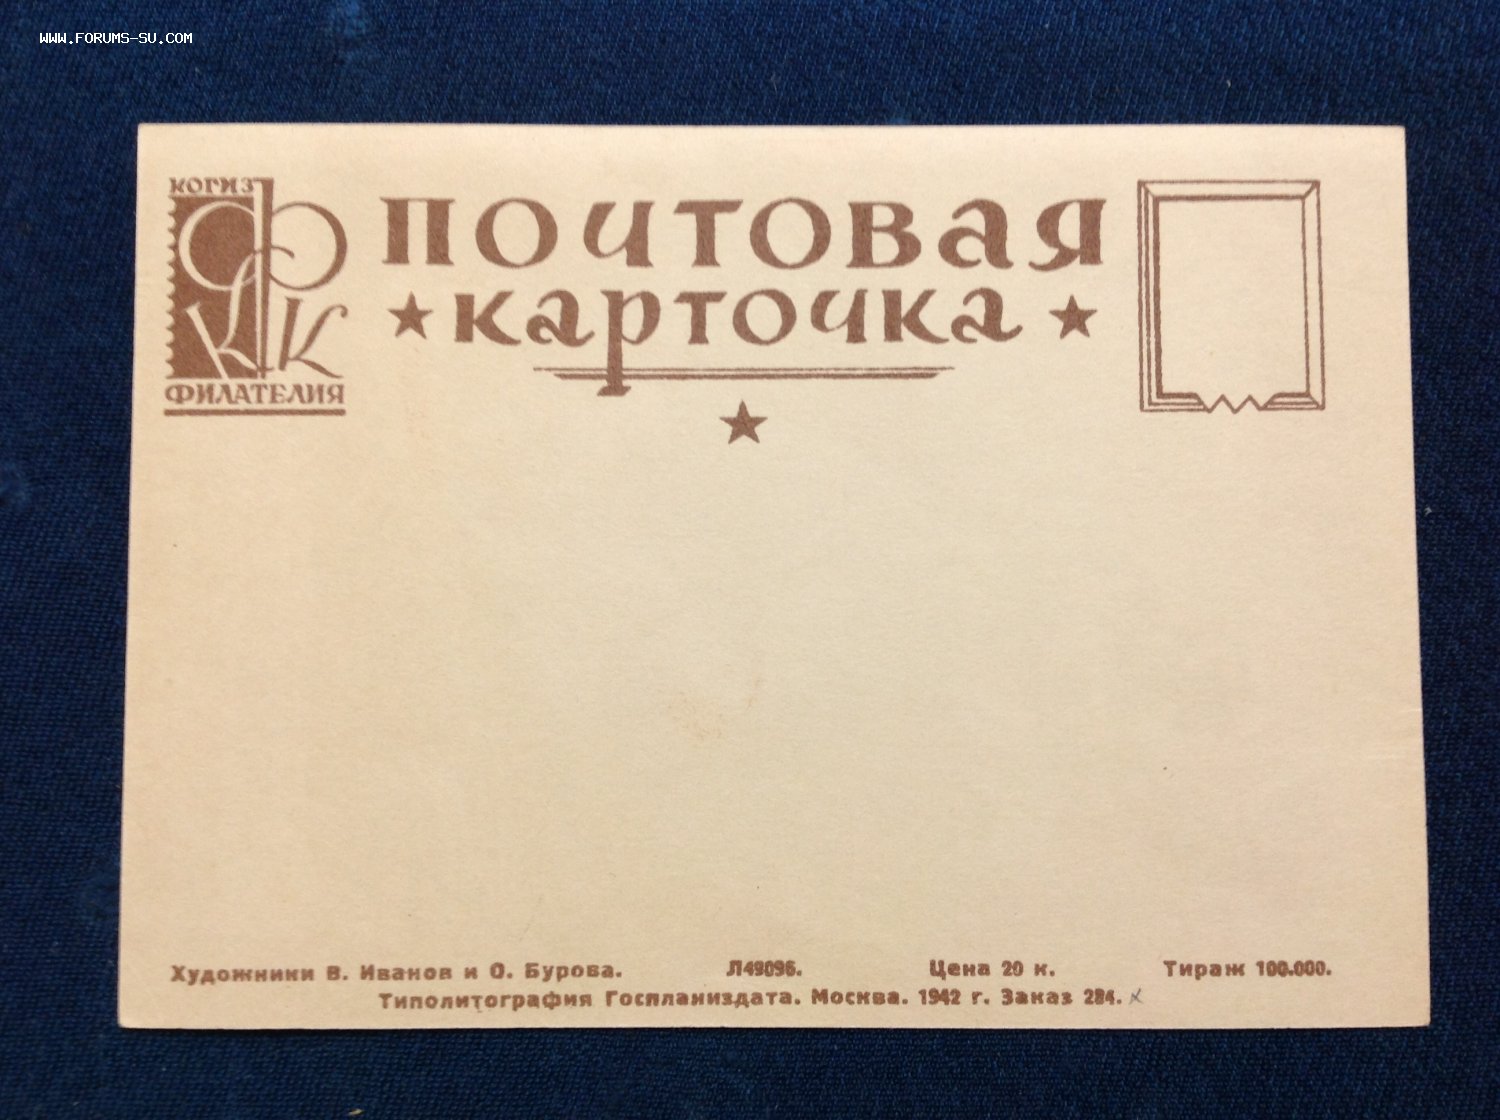 www.forums-su.com
КОГИЗ
ФКК
ФИЛАТЕЛИЯ
почтовая
★ карточка ★
★
Художники В. Иванов и О. Бурова. Л49096. Цена 20 к. Тираж 100.000.
Типолитография Госпланиздата. Москва. 1942 г. Заказ 284.